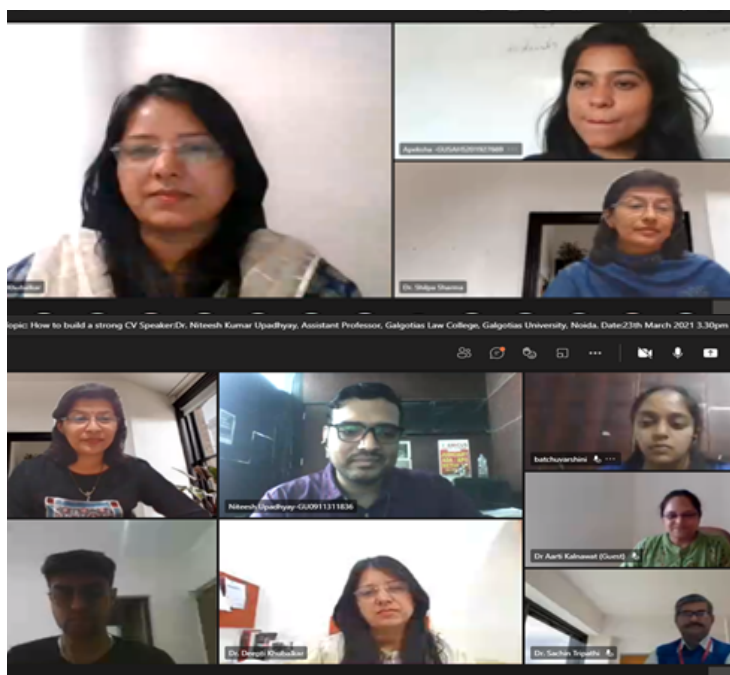 Apeksha -GUSAHS201927669 ...
Khubalkar
Dr. Shilpa Sharma
opic: How to build a strong CV Speaker:Dr. Niteesh Kumar Upadhyay, Assistant Professor, Galgotias Law College, Galgotias University, Noida. Date:23th March 2021 3.30pm
Niteesh Upadhyay-GU0911311836
batchuvarshini
Dr Aarti Kalnawat (Guest)
Dr. Deepti Khubalkar
Dr. Sachin Tripathi